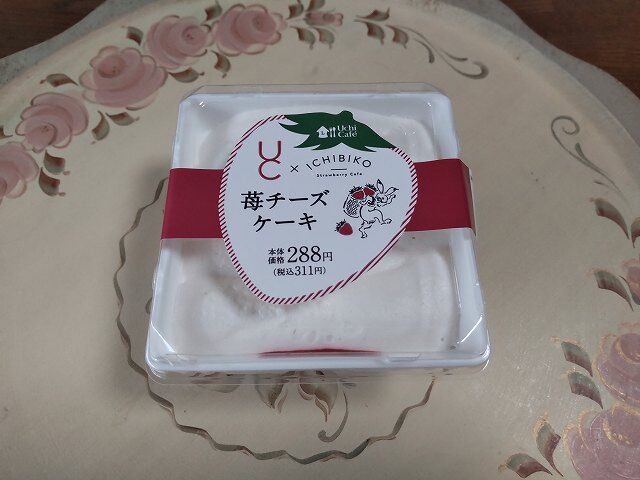 Uchi
Café
UC × ICHIBIKO
Strawberry Cafe
苺チーズ
ケーキ
本体
価格 288円
(税込311円)